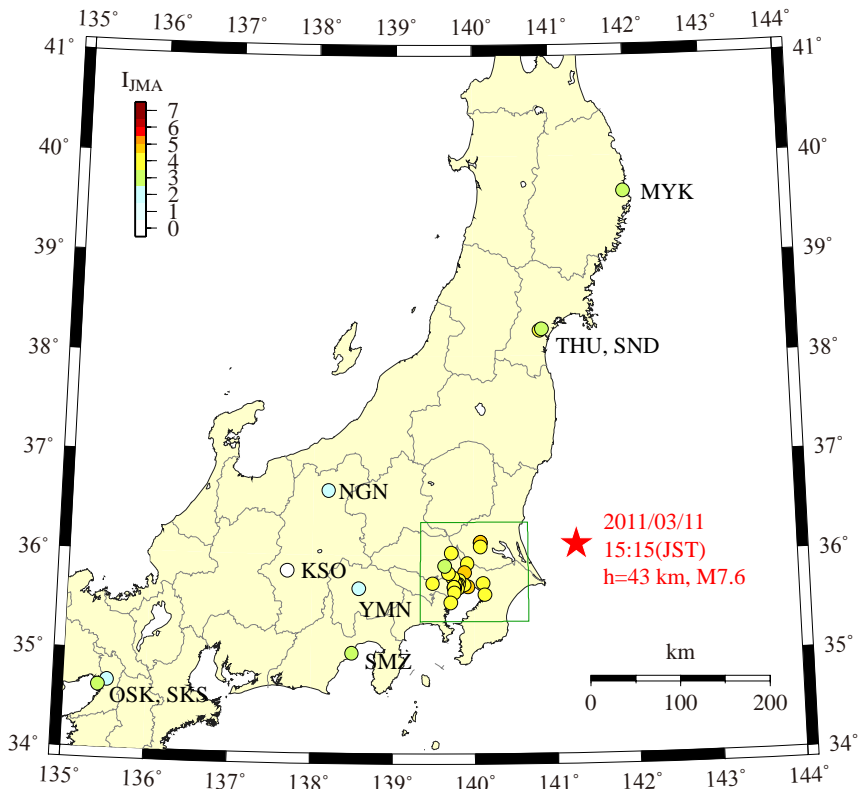 135° 136° 137° 138° 139° 140° 141° 142° 143° 144°
41° 41°
I_JMA
7
6
5
4
3
2
1
0
40° 40°
MYK
39° 39°
38° 38°
THU, SND
37° 37°
NGN
2011/03/11
36° 36°
15:15(JST)
KSO
h=43 km, M7.6
YMN
35° 35°
SMZ
km
OSK, SKS
0 100 200
34° 34°
135° 136° 137° 138° 139° 140° 141° 142° 143° 144°